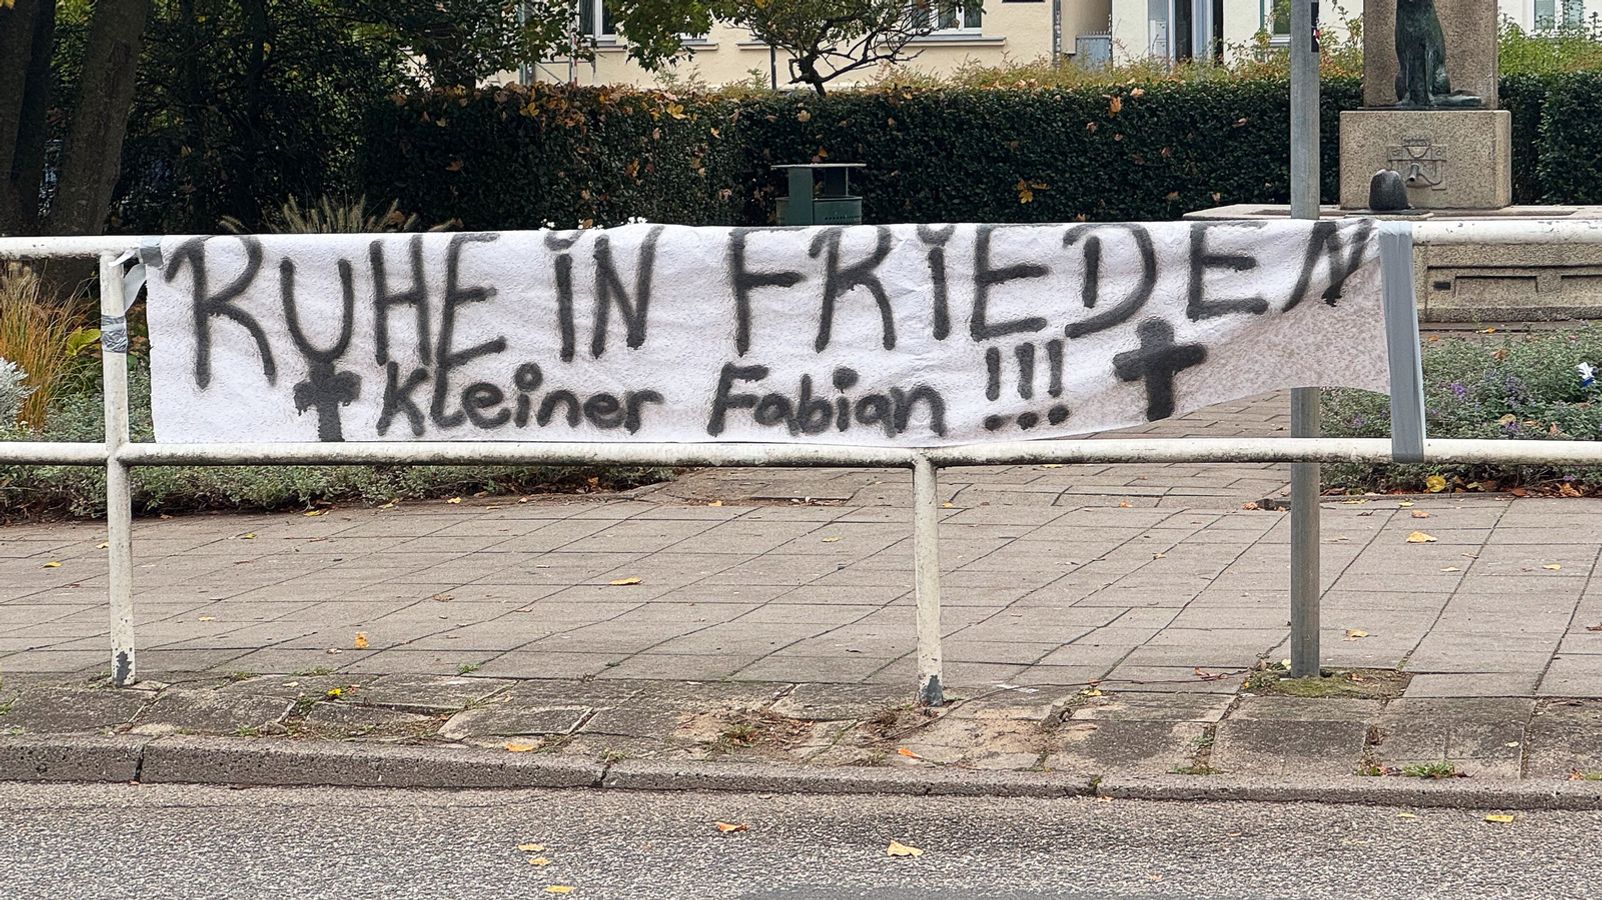 RUHE iN FRiEDEN
Kleiner Fabian !!!